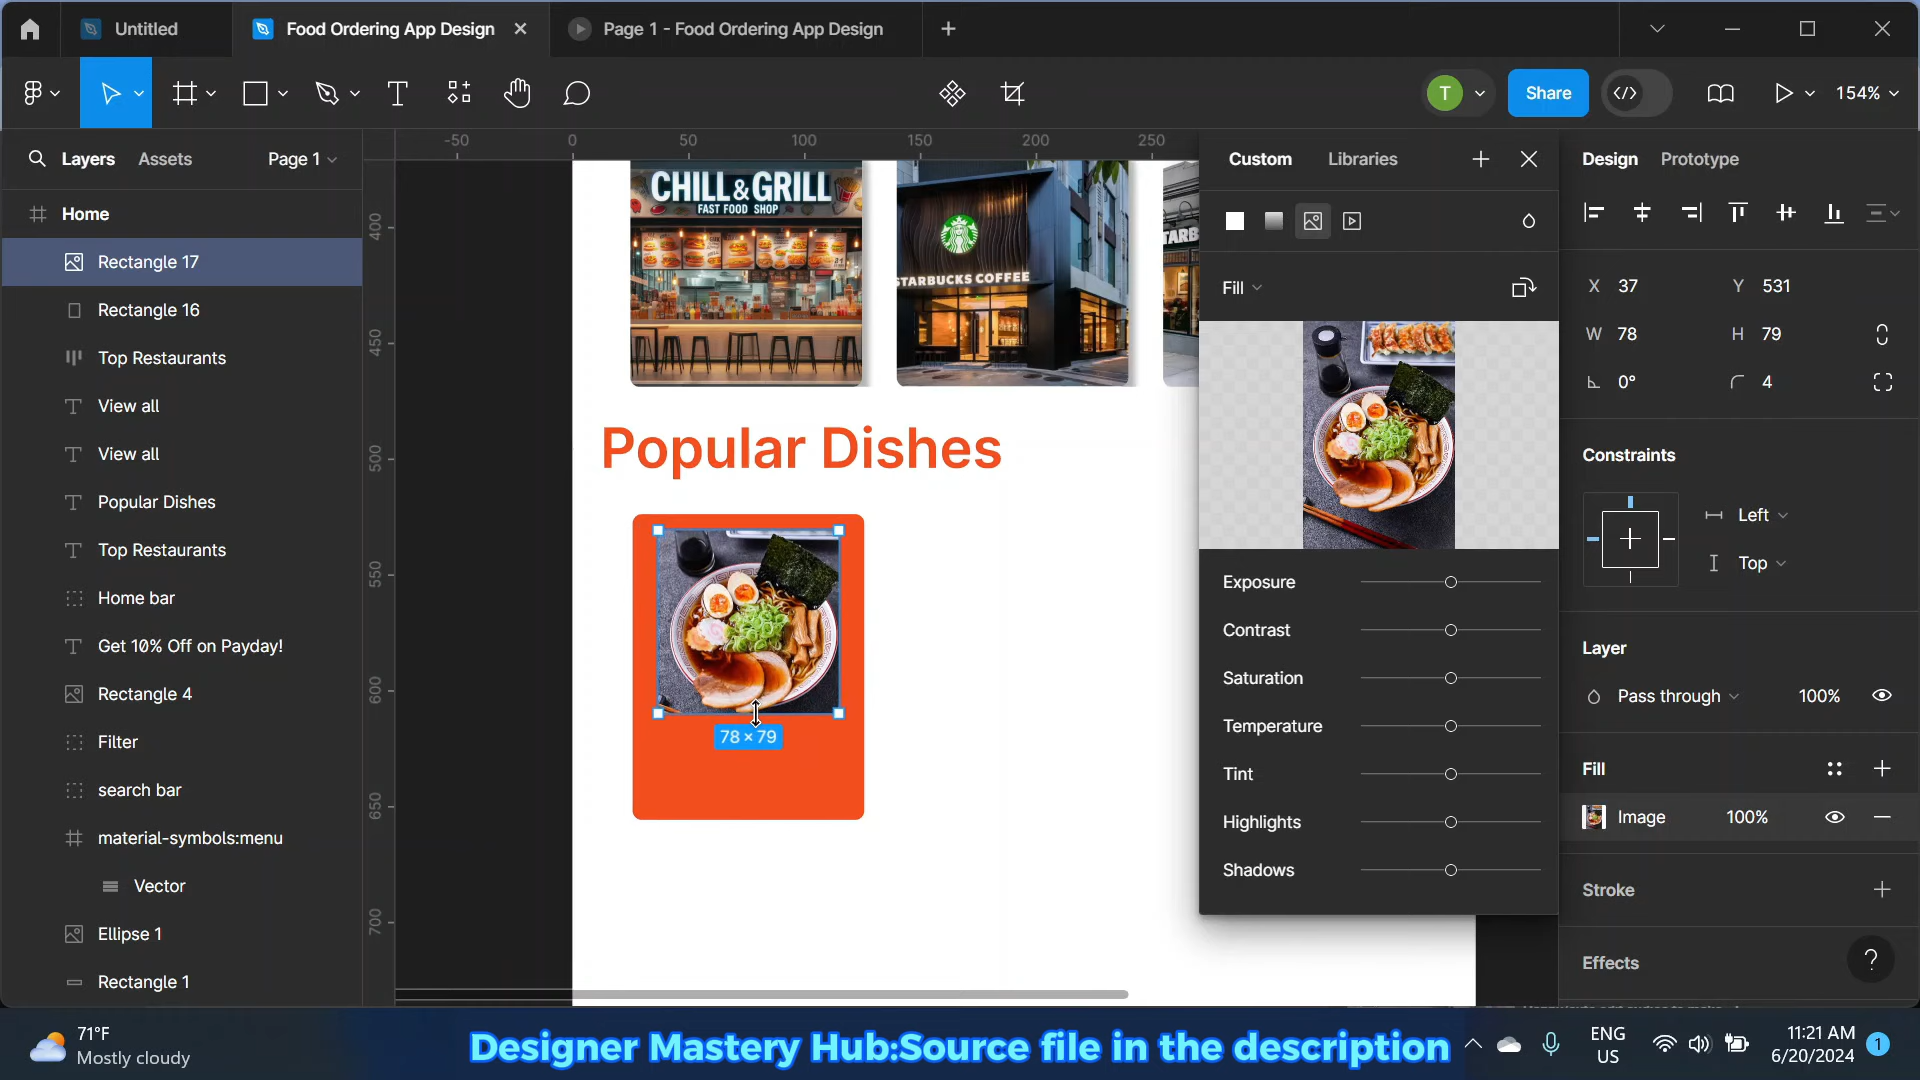 Untitled
Food Ordering App Design
Page 1 - Food Ordering App Design
T
Share
154%
Layers
Assets
Page 1
-50
0
50
100
150
200
250
Custom
Libraries
Design
Prototype
Home
Rectangle 17
Rectangle 16
Top Restaurants
View all
View all
Popular Dishes
Top Restaurants
Home bar
Get 10% Off on Payday!
Rectangle 4
Filter
search bar
material-symbols:menu
Vector
Ellipse 1
Rectangle 1
400
450
500
550
600
650
700
CHILL & GRILL
FAST FOOD SHOP
STARBUCKS COFFEE
STARB
Popular Dishes
78 × 79
Fill
Exposure
Contrast
Saturation
Temperature
Tint
Highlights
Shadows
X 37
Y 531
W 78
H 79
0°
4
Constraints
Left
Top
Layer
Pass through
100%
Fill
Image
100%
Stroke
Effects
?
71°F
Mostly cloudy
Designer Mastery Hub:Source file in the description
ENG
US
11:21 AM
6/20/2024
1